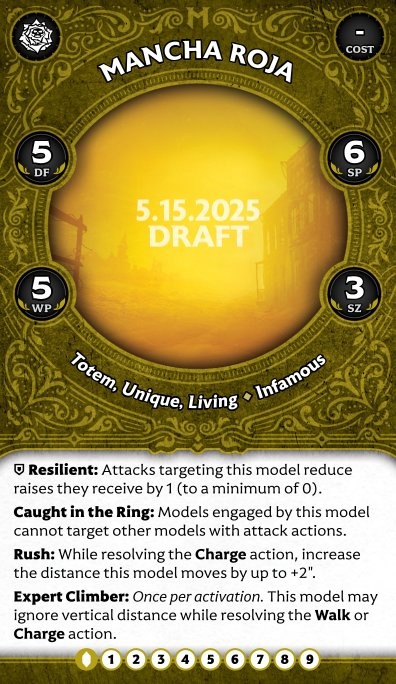 M
MANCHA ROJA
-
COST
5
DF
6
SP
5.15.2025
DRAFT
5
WP
3
SZ
Totem, Unique, Living ⬥ Infamous
Resilient: Attacks targeting this model reduce
raises they receive by 1 (to a minimum of 0).
Caught in the Ring: Models engaged by this model
cannot target other models with attack actions.
Rush: While resolving the Charge action, increase
the distance this model moves by up to +2".
Expert Climber: Once per activation. This model may
ignore vertical distance while resolving the Walk or
Charge action.
1 2 3 4 5 6 7 8 9